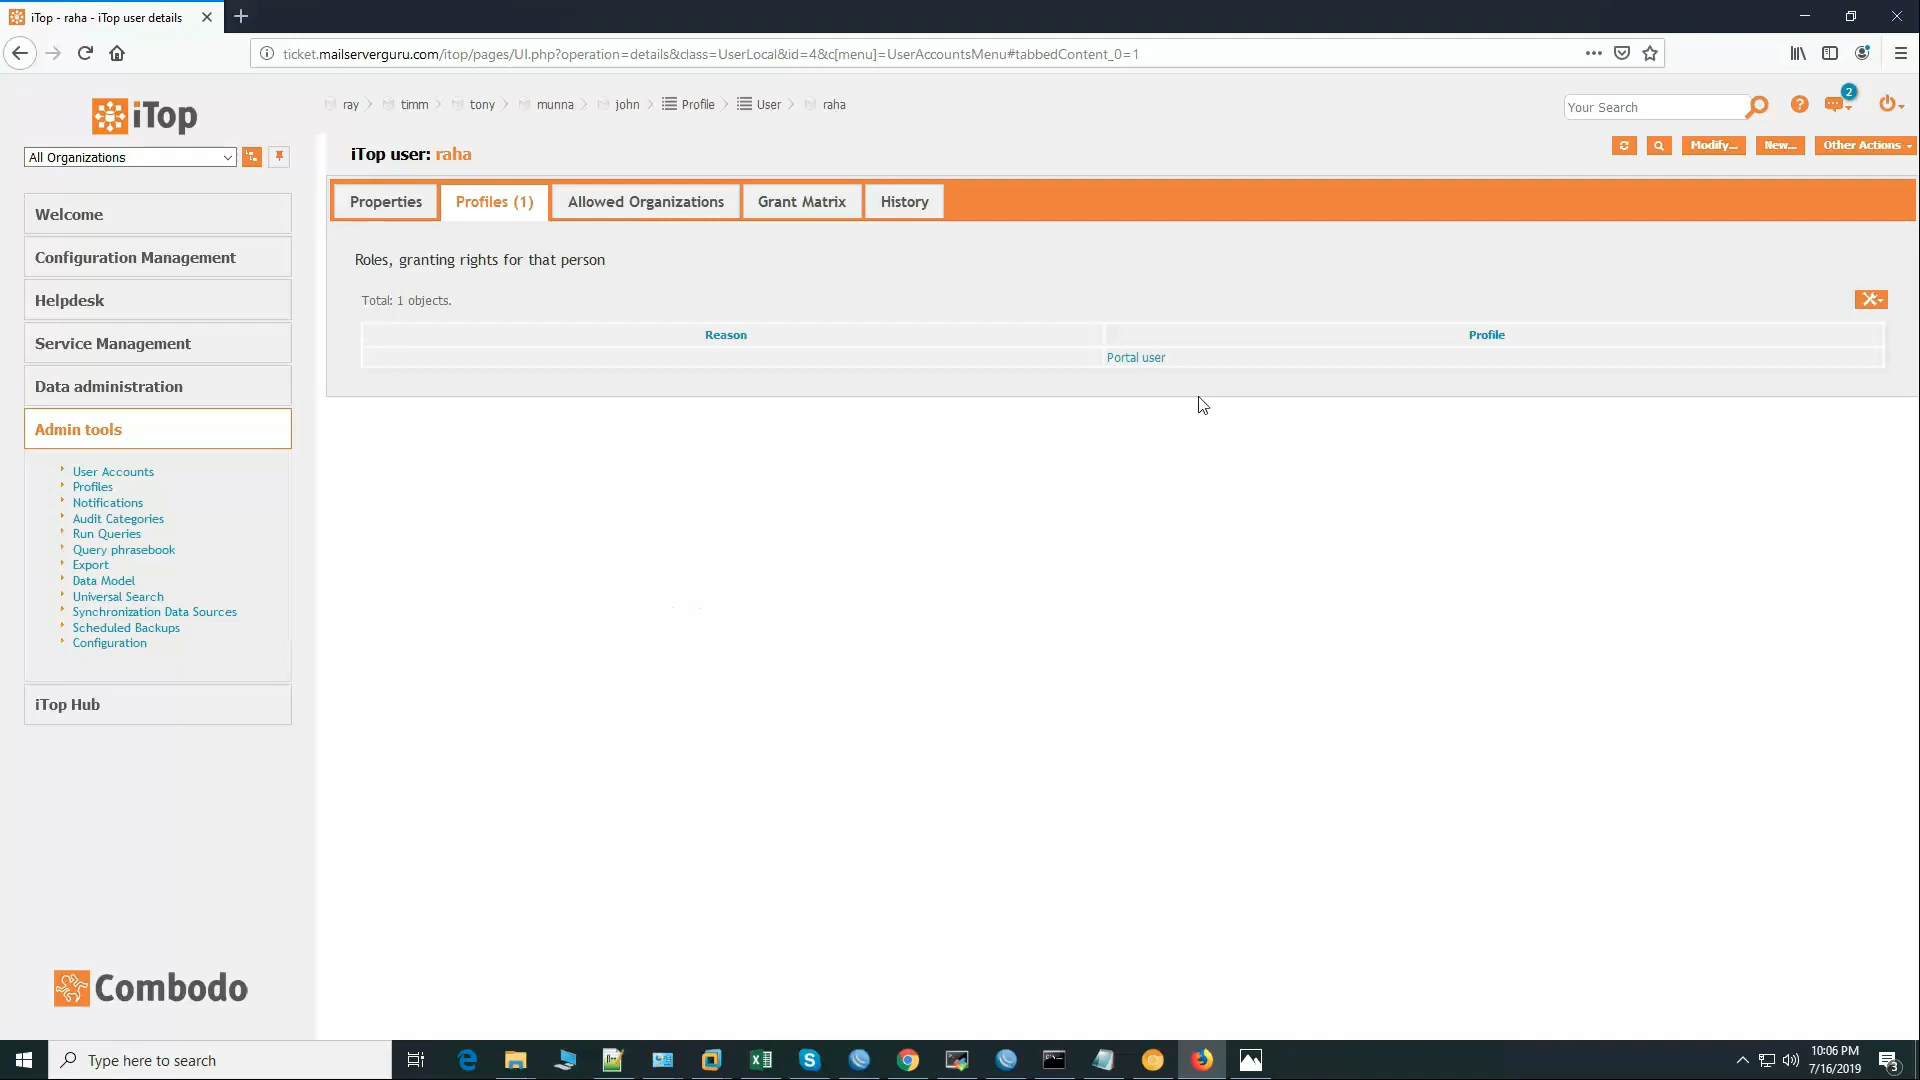 iTop - raha - iTop user details
ticket.mailserverguru.com/itop/pages/UI.php?operation=details&class=UserLocal&id=4&c[menu]=UserAccountsMenu#tabbedContent_0=1
iTop
ray
timm
tony
munna
john
Profile
User
raha
Your Search
2
All Organizations
iTop user: raha
Modify...
New...
Other Actions
Properties
Profiles (1)
Allowed Organizations
Grant Matrix
History
Welcome
Configuration Management
Helpdesk
Service Management
Data administration
Admin tools
User Accounts
Profiles
Notifications
Audit Categories
Run Queries
Query phrasebook
Export
Data Model
Universal Search
Synchronization Data Sources
Scheduled Backups
Configuration
iTop Hub
Roles, granting rights for that person
Total: 1 objects.
Reason
Profile
Portal user
Combodo
Type here to search
10:06 PM
7/16/2019
3